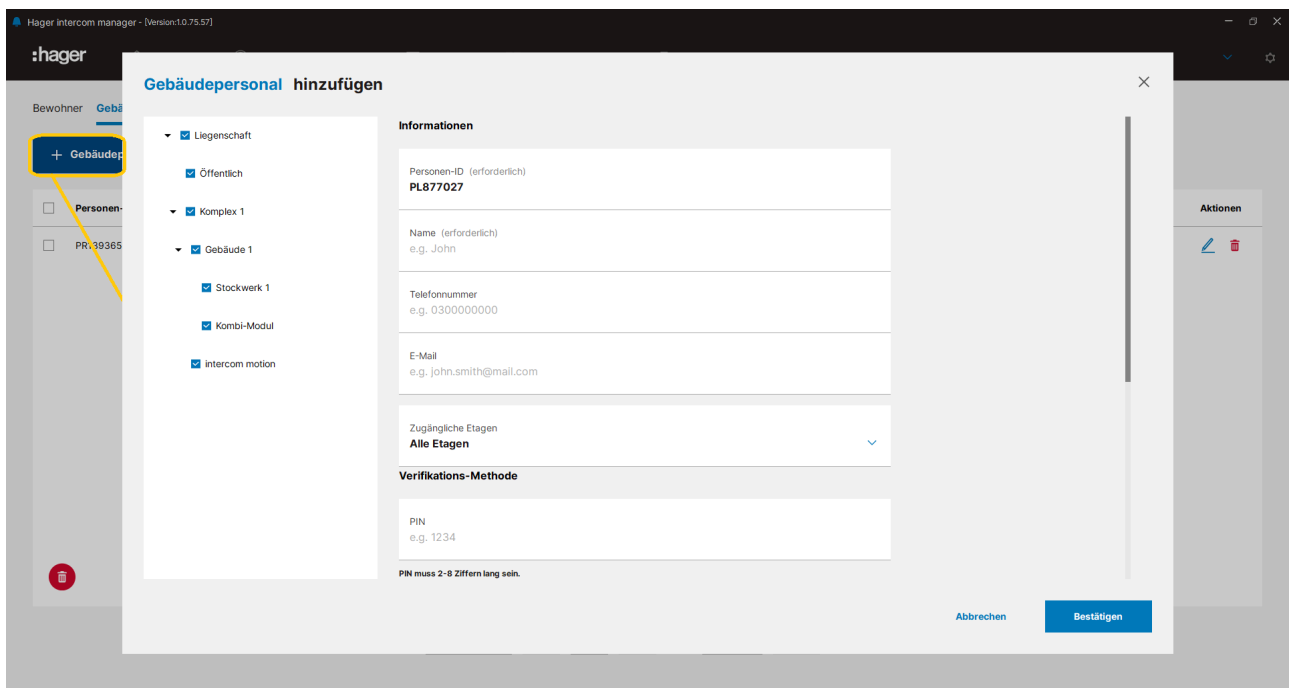 Hager intercom manager - [Version:1.0.75.57]
:hager
Gebäudepersonal hinzufügen
Bewohner Gebä
+ Gebäudep
Personen-
Aktionen
PR139365
Liegenschaft
Öffentlich
Komplex 1
Gebäude 1
Stockwerk 1
Kombi-Modul
intercom motion
Informationen
Personen-ID (erforderlich)
PL877027
Name (erforderlich)
e.g. John
Telefonnummer
e.g. 0300000000
E-Mail
e.g. john.smith@mail.com
Zugängliche Etagen
Alle Etagen
Verifikations-Methode
PIN
e.g. 1234
PIN muss 2-8 Ziffern lang sein.
Abbrechen
Bestätigen